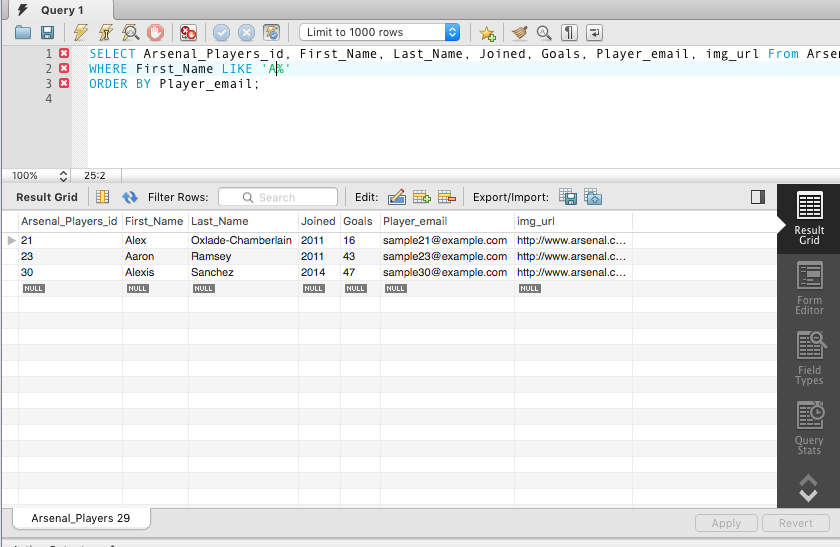 Query 1
Limit to 1000 rows
1 SELECT Arsenal_Players_id, First_Name, Last_Name, Joined, Goals, Player_email, img_url From Arse
2 WHERE First_Name LIKE 'A%'
3 ORDER BY Player_email;
4
100% 25:2
Result Grid Filter Rows: Search Edit: Export/Import:
Arsenal_Players_id First_Name Last_Name Joined Goals Player_email img_url
21 Alex Oxlade-Chamberlain 2011 16 sample21@example.com http://www.arsenal.c...
23 Aaron Ramsey 2011 43 sample23@example.com http://www.arsenal.c...
30 Alexis Sanchez 2014 47 sample30@example.com http://www.arsenal.c...
NULL NULL NULL NULL NULL NULL NULL
Result
Grid
Form
Editor
Field
Types
Query
Stats
Arsenal_Players 29
Apply Revert